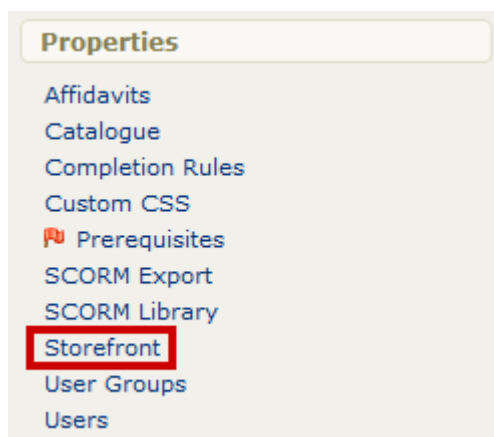 Properties
Affidavits
Catalogue
Completion Rules
Custom CSS
Prerequisites
SCORM Export
SCORM Library
Storefront
User Groups
Users